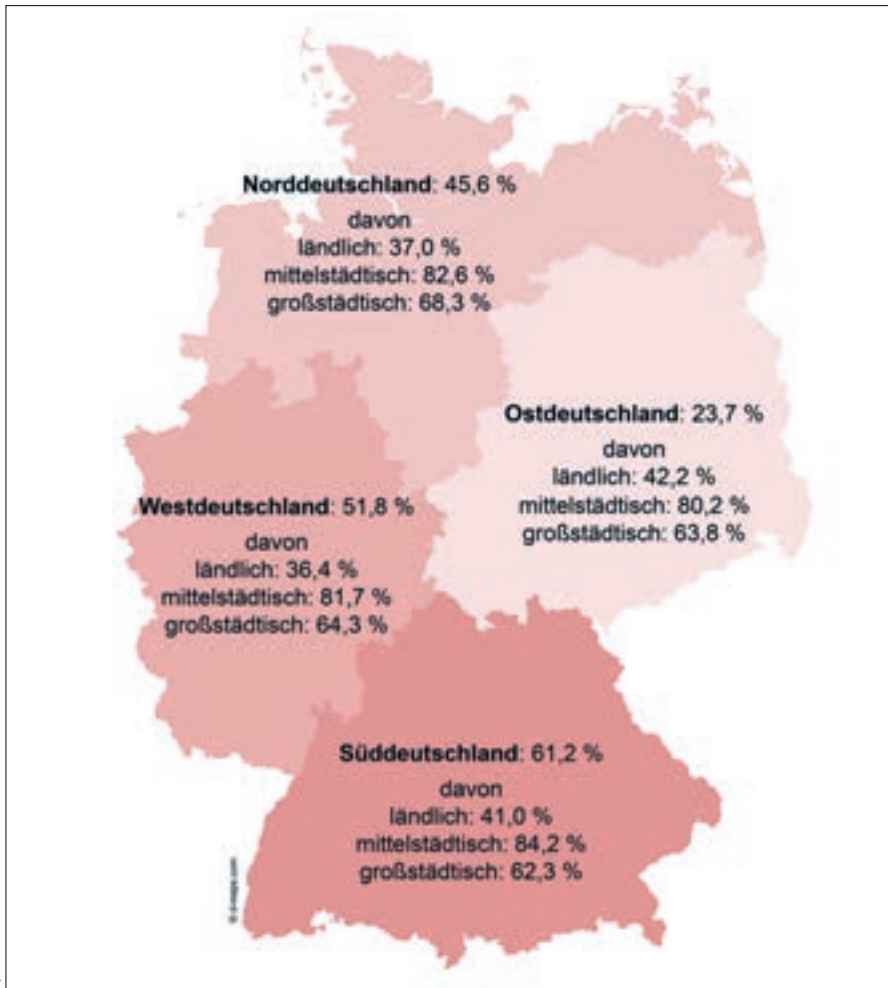 Norddeutschland: 45,6 %
davon
ländlich: 37,0 %
mittelstädtisch: 82,6 %
großstädtisch: 68,3 %
Ostdeutschland: 23,7 %
davon
ländlich: 42,2 %
mittelstädtisch: 80,2 %
großstädtisch: 63,8 %
Westdeutschland: 51,8 %
davon
ländlich: 36,4 %
mittelstädtisch: 81,7 %
großstädtisch: 64,3 %
Süddeutschland: 61,2 %
davon
ländlich: 41,0 %
mittelstädtisch: 84,2 %
großstädtisch: 62,3 %